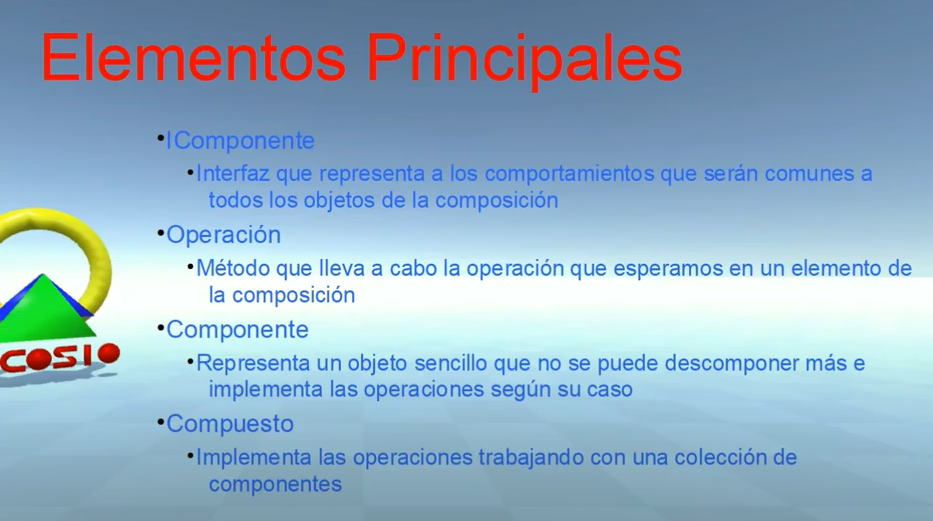 Elementos Principales
•IComponente
•Interfaz que representa a los comportamientos que serán comunes a
todos los objetos de la composición
•Operación
•Método que lleva a cabo la operación que esperamos en un elemento de
la composición
•Componente
•Representa un objeto sencillo que no se puede descomponer más e
implementa las operaciones según su caso
•Compuesto
•Implementa las operaciones trabajando con una colección de
componentes
COSIO